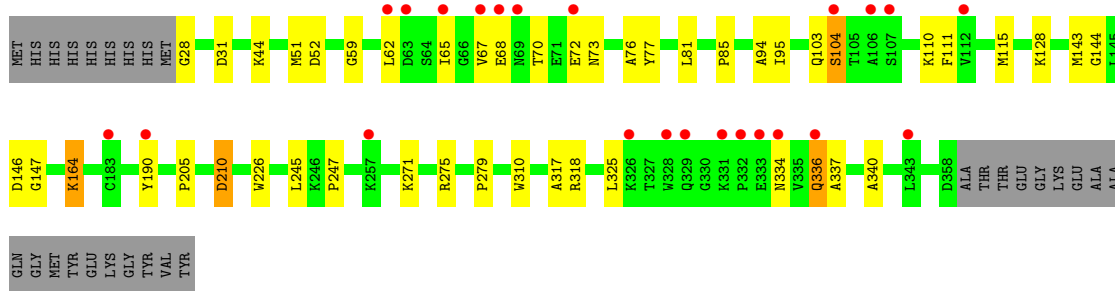 MET HIS HIS HIS HIS HIS HIS MET G28 D31 K44 M51 D52 G59 L62 D63 S64 I65 G66 V67 E68 N69 T70 E71 E72 N73 A76 Y77 L81 P85 A94 I95 Q103 S104 T105 A106 S107 K110 F111 V112 M115 K128 M143 G144 L145
D146 G147 K164 C183 Y190 P205 D210 W226 L245 K246 P247 K257 K271 R275 P279 W310 A317 R318 L325 K326 T327 W328 Q329 G330 K331 P332 E333 N334 V335 Q336 A337 A340 L343 D358 ALA THR THR GLU GLY LYS GLU ALA ALA
GLN GLY MET TYR GLU LYS GLY TYR VAL TYR